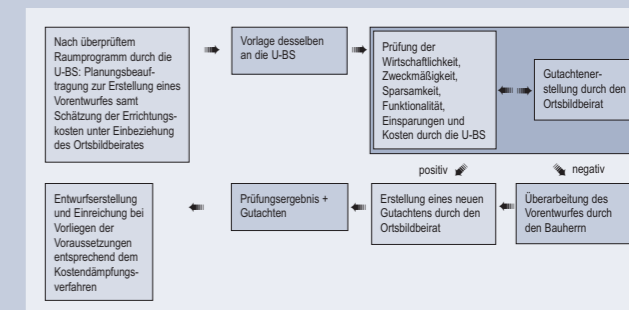 Nach überprüftem
Raumprogramm durch die
U-BS: Planungsbeauf-
tragung zur Erstellung eines
Vorentwurfes samt
Schätzung der Errichtungs-
kosten unter Einbeziehung
des Ortsbildbeirates
Vorlage desselben
an die U-BS
Prüfung der
Wirtschaftlichkeit,
Zweckmäßigkeit,
Sparsamkeit,
Funktionalität,
Einsparungen und
Kosten durch die U-BS
Gutachtener-
stellung durch den
Ortsbildbeirat
positiv
negativ
Entwurfserstellung
und Einreichung bei
Vorliegen der
Voraussetzungen
entsprechend dem
Kostendämpfungs-
verfahren
Prüfungsergebnis +
Gutachten
Erstellung eines neuen
Gutachtens durch den
Ortsbildbeirat
Überarbeitung des
Vorentwurfes durch
den Bauherrn